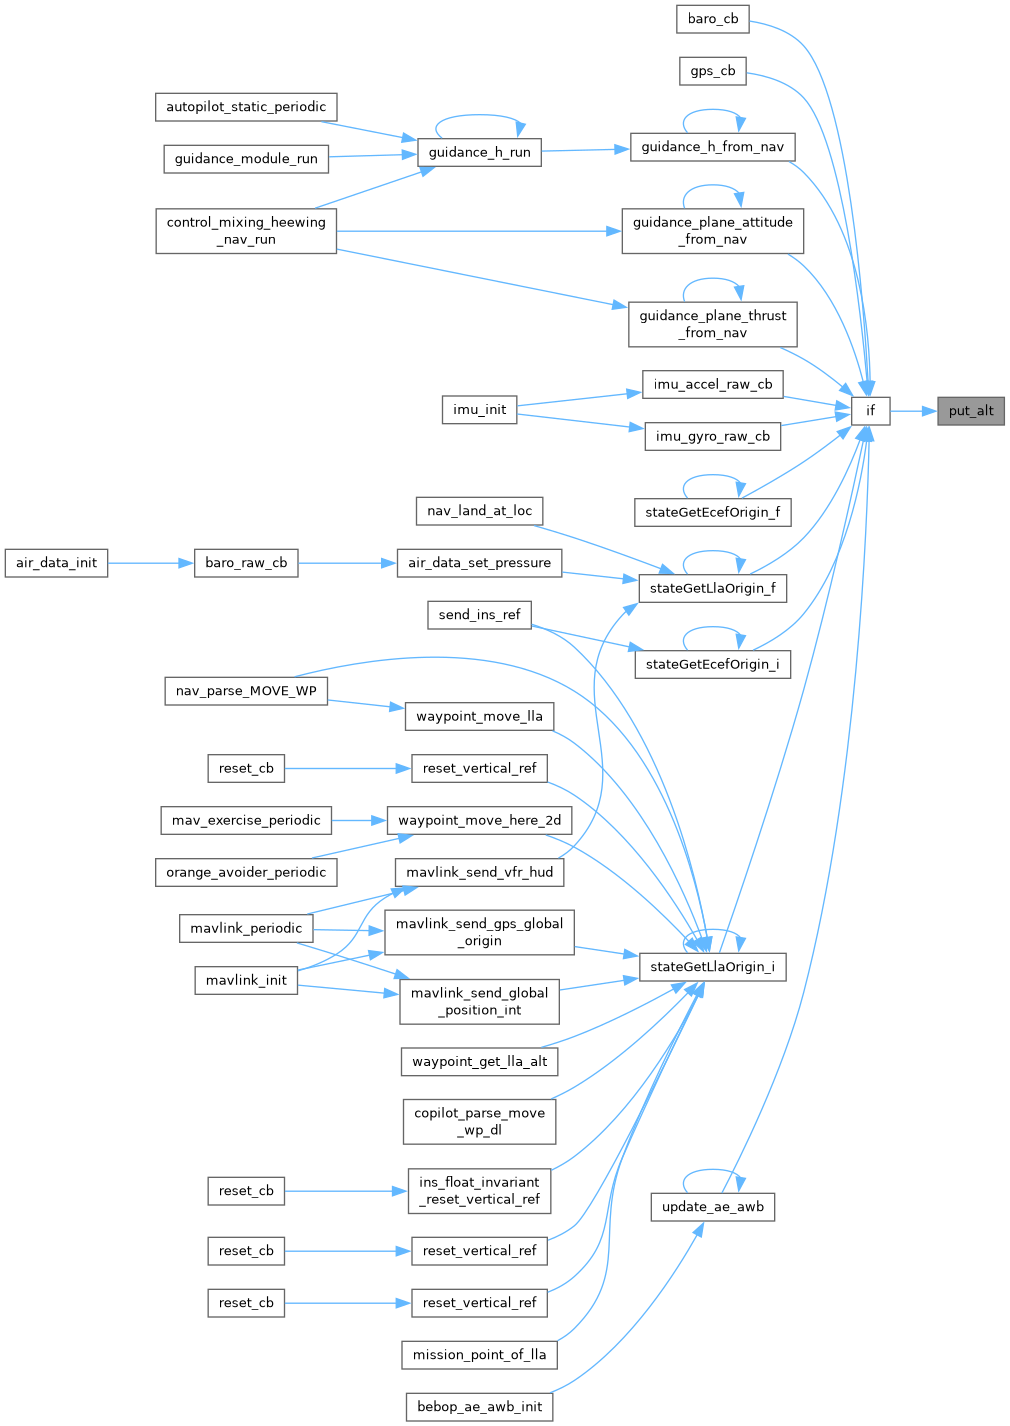 baro_cb
gps_cb
autopilot_static_periodic
guidance_h_run
guidance_h_from_nav
guidance_module_run
control_mixing_heewing
_nav_run
guidance_plane_attitude
_from_nav
guidance_plane_thrust
_from_nav
imu_accel_raw_cb
imu_init
if
put_alt
imu_gyro_raw_cb
nav_land_at_loc
stateGetEcefOrigin_f
air_data_init
baro_raw_cb
air_data_set_pressure
stateGetLlaOrigin_f
send_ins_ref
stateGetEcefOrigin_i
nav_parse_MOVE_WP
waypoint_move_lla
reset_cb
reset_vertical_ref
mav_exercise_periodic
waypoint_move_here_2d
orange_avoider_periodic
mavlink_send_vfr_hud
mavlink_periodic
mavlink_send_gps_global
_origin
mavlink_init
stateGetLlaOrigin_i
mavlink_send_global
_position_int
waypoint_get_lla_alt
copilot_parse_move
_wp_dl
reset_cb
ins_float_invariant
_reset_vertical_ref
update_ae_awb
reset_cb
reset_vertical_ref
reset_cb
reset_vertical_ref
mission_point_of_lla
bebop_ae_awb_init